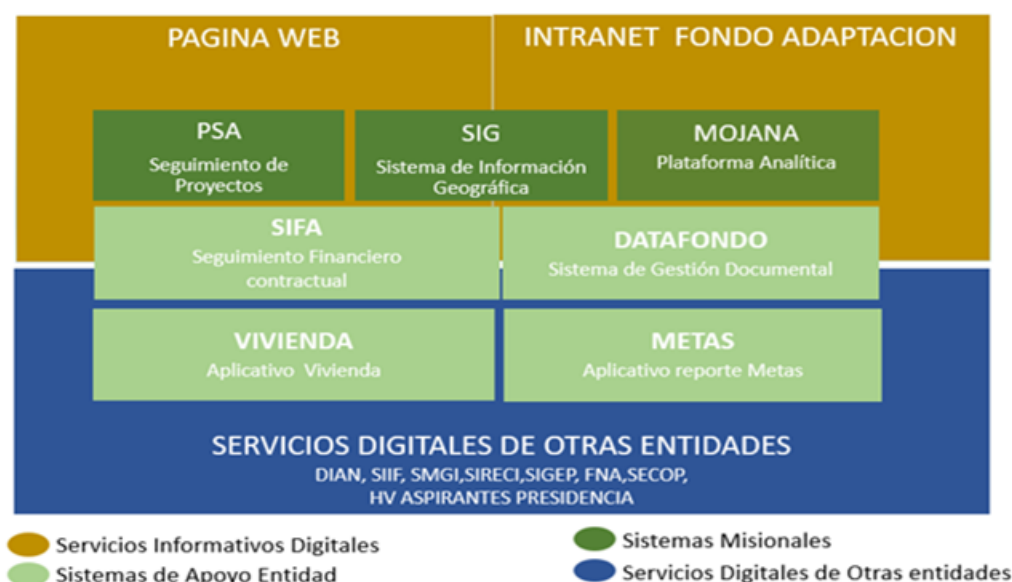 PAGINA WEB
INTRANET FONDO ADAPTACION
PSA
Seguimiento de
Proyectos
SIG
Sistema de Información
Geográfica
MOJANA
Plataforma Analítica
SIFA
Seguimiento Financiero
contractual
DATAFONDO
Sistema de Gestión Documental
VIVIENDA
Aplicativo Vivienda
METAS
Aplicativo reporte Metas
SERVICIOS DIGITALES DE OTRAS ENTIDADES
DIAN, SIIF, SMGI,SIRECI,SIGEP, FNA,SECOP,
HV ASPIRANTES PRESIDENCIA
Servicios Informativos Digitales
Sistemas Misionales
Sistemas de Apoyo Entidad
Servicios Digitales de Otras entidades